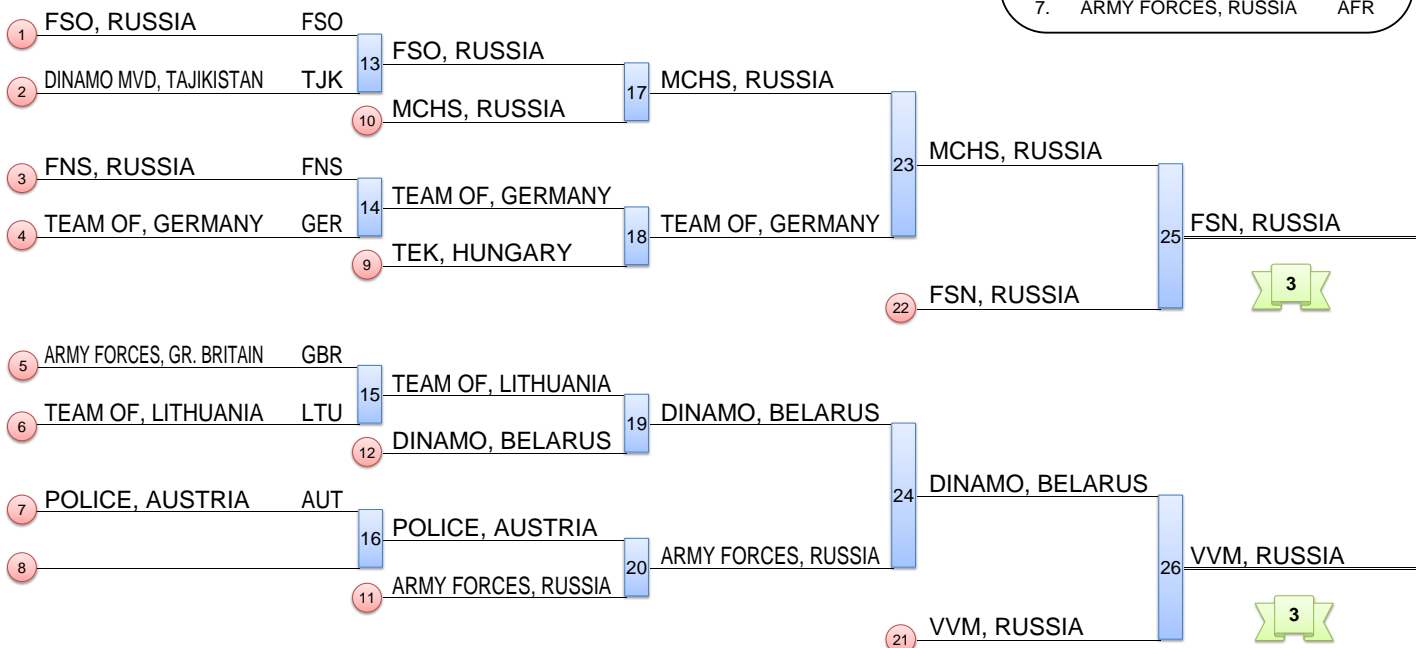 7. ARMY FORCES, RUSSIA AFR
1 FSO, RUSSIA FSO
13 FSO, RUSSIA
2 DINAMO MVD, TAJIKISTAN TJK
17 MCHS, RUSSIA
10 MCHS, RUSSIA
23 MCHS, RUSSIA
3 FNS, RUSSIA FNS
14 TEAM OF, GERMANY
4 TEAM OF, GERMANY GER
18 TEAM OF, GERMANY
9 TEK, HUNGARY
25 FSN, RUSSIA
3
22 FSN, RUSSIA
5 ARMY FORCES, GR. BRITAIN GBR
15 TEAM OF, LITHUANIA
6 TEAM OF, LITHUANIA LTU
19 DINAMO, BELARUS
12 DINAMO, BELARUS
24 DINAMO, BELARUS
7 POLICE, AUSTRIA AUT
16 POLICE, AUSTRIA
8
20 ARMY FORCES, RUSSIA
11 ARMY FORCES, RUSSIA
26 VVM, RUSSIA
3
21 VVM, RUSSIA